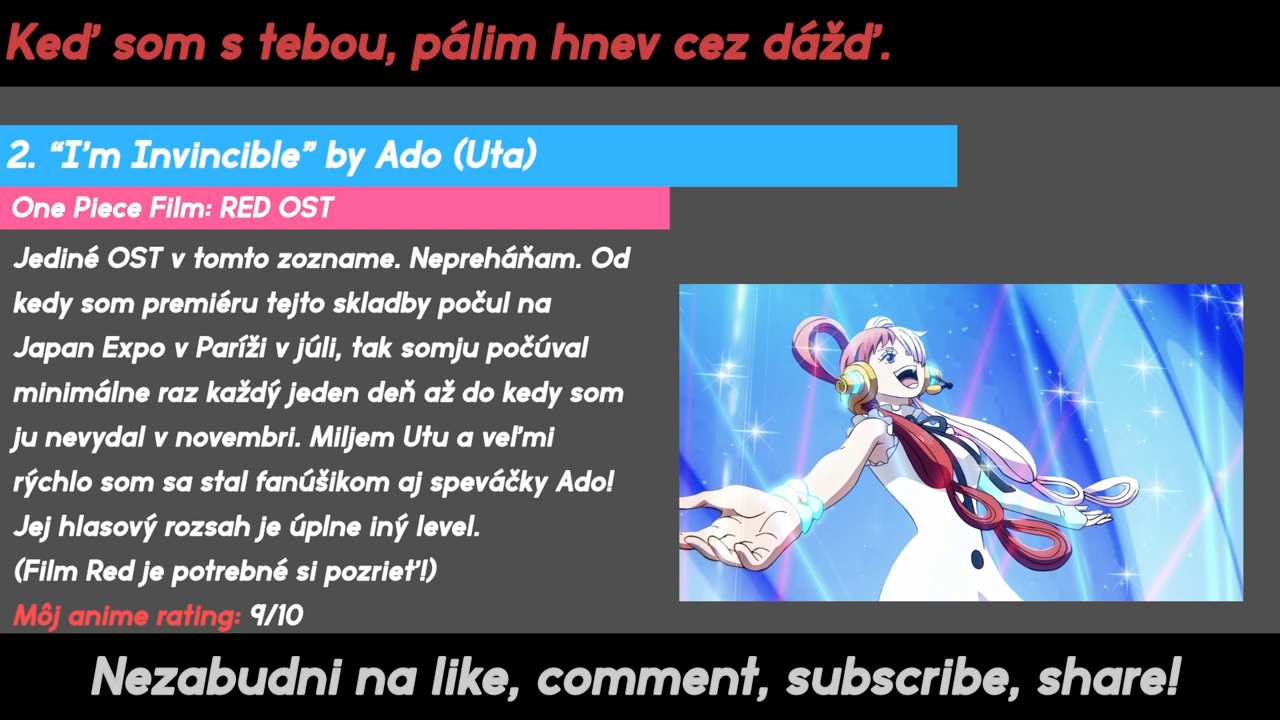 Keď som s tebou, pálim hnev cez dážď.
2. “I’m Invincible” by Ado (Uta)
One Piece Film: RED OST
Jediné OST v tomto zozname. Nepreháňam. Od
kedy som premiéru tejto skladby počul na
Japan Expo v Paríži v júli, tak somju počúval
minimálne raz každý jeden deň až do kedy som
ju nevydal v novembri. Miljem Utu a veľmi
rýchlo som sa stal fanúšikom aj speváčky Ado!
Jej hlasový rozsah je úplne iný level.
(Film Red je potrebné si pozrieť!)
Môj anime rating: 9/10
Nezabudni na like, comment, subscribe, share!